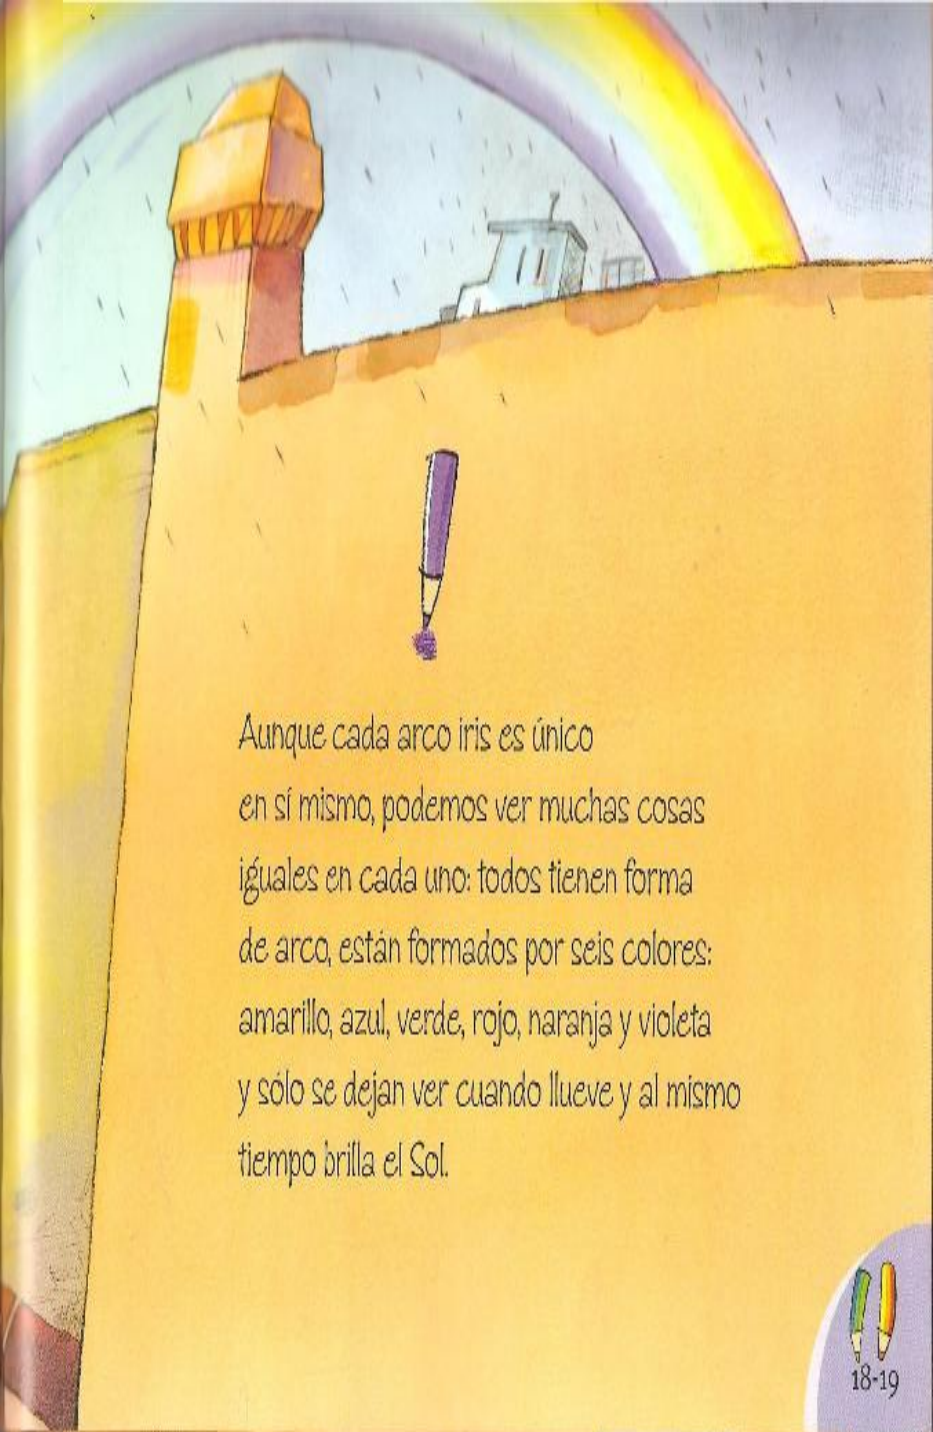 Aunque cada arco iris es único
en sí mismo, podemos ver muchas cosas
iguales en cada uno: todos tienen forma
de arco, están formados por seis colores:
amarillo, azul, verde, rojo, naranja y violeta
y sólo se dejan ver cuando llueve y al mismo
tiempo brilla el Sol.
18-19